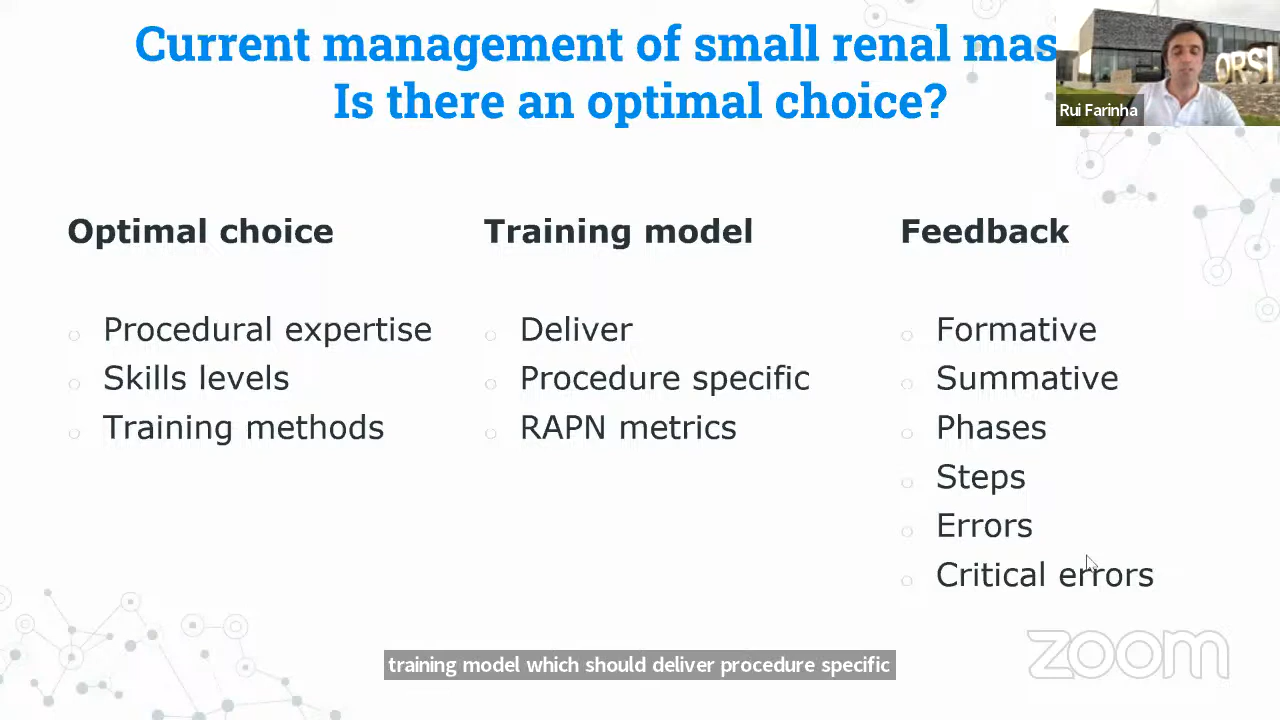 Current management of small renal mas
Is there an optimal choice?
ORSI
Rui Farinha
Optimal choice
Procedural expertise
Skills levels
Training methods
Training model
Deliver
Procedure specific
RAPN metrics
Feedback
Formative
Summative
Phases
Steps
Errors
Critical errors
training model which should deliver procedure specific
zoom